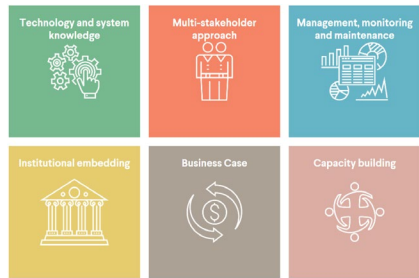 Technology and system
knowledge
Multi-stakeholder
approach
Management, monitoring
and maintenance
Institutional embedding
Business Case
$
Capacity building